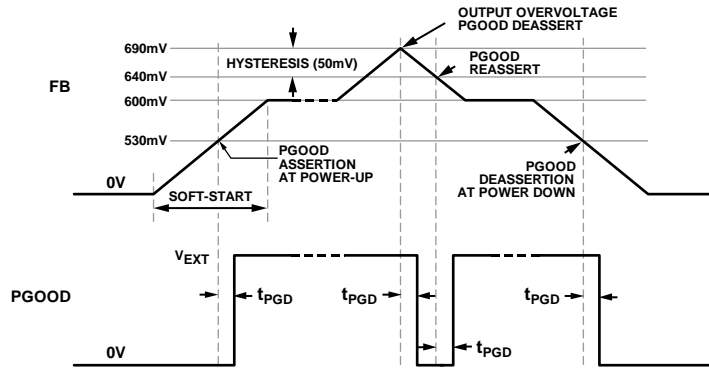 OUTPUT OVERVOLTAGE
PGOOD DEASSERT
690mV
HYSTERESIS (50mV)
PGOOD
REASSERT
640mV
FB
600mV
530mV
PGOOD
ASSERTION
AT POWER-UP
PGOOD
DEASSERTION
AT POWER DOWN
0V
SOFT-START
VEXT
PGOOD
tPGD
tPGD
tPGD
tPGD
0V